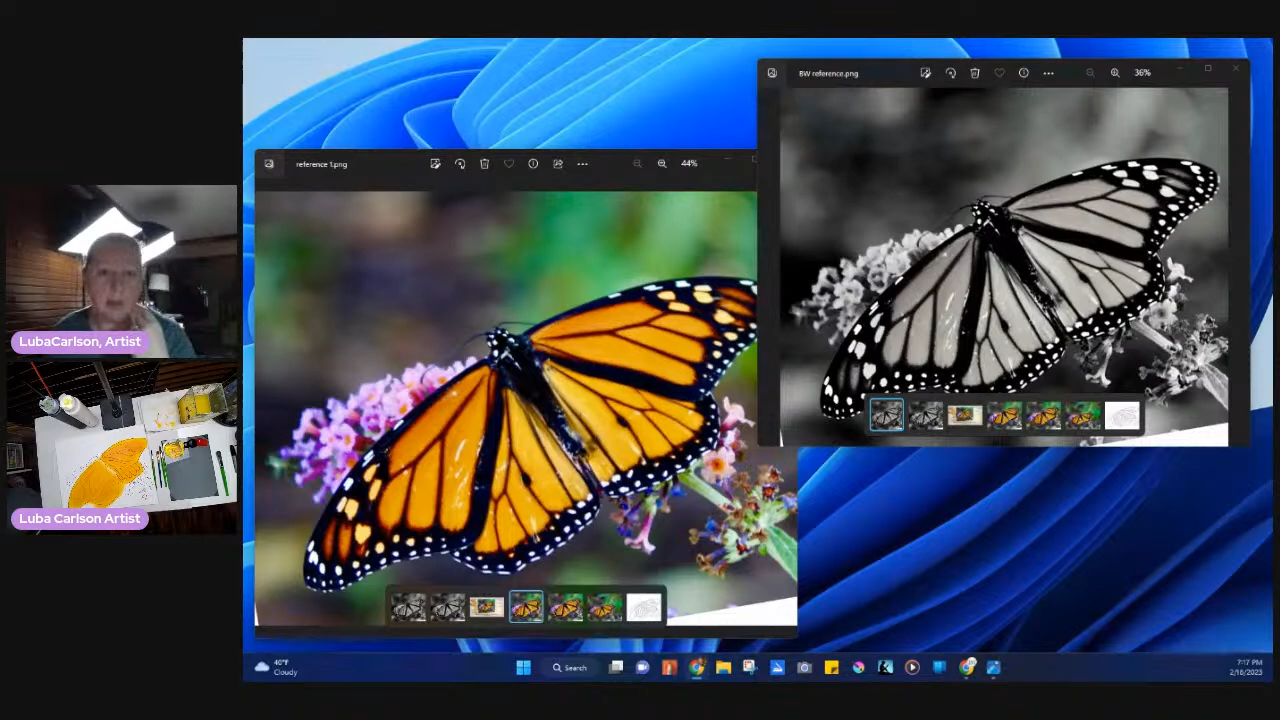 BW reference.png
36%
reference 1.png
44%
LubaCarlson, Artist
Luba Carlson Artist
40°F
Cloudy
Search
7:17 PM
2/16/2023